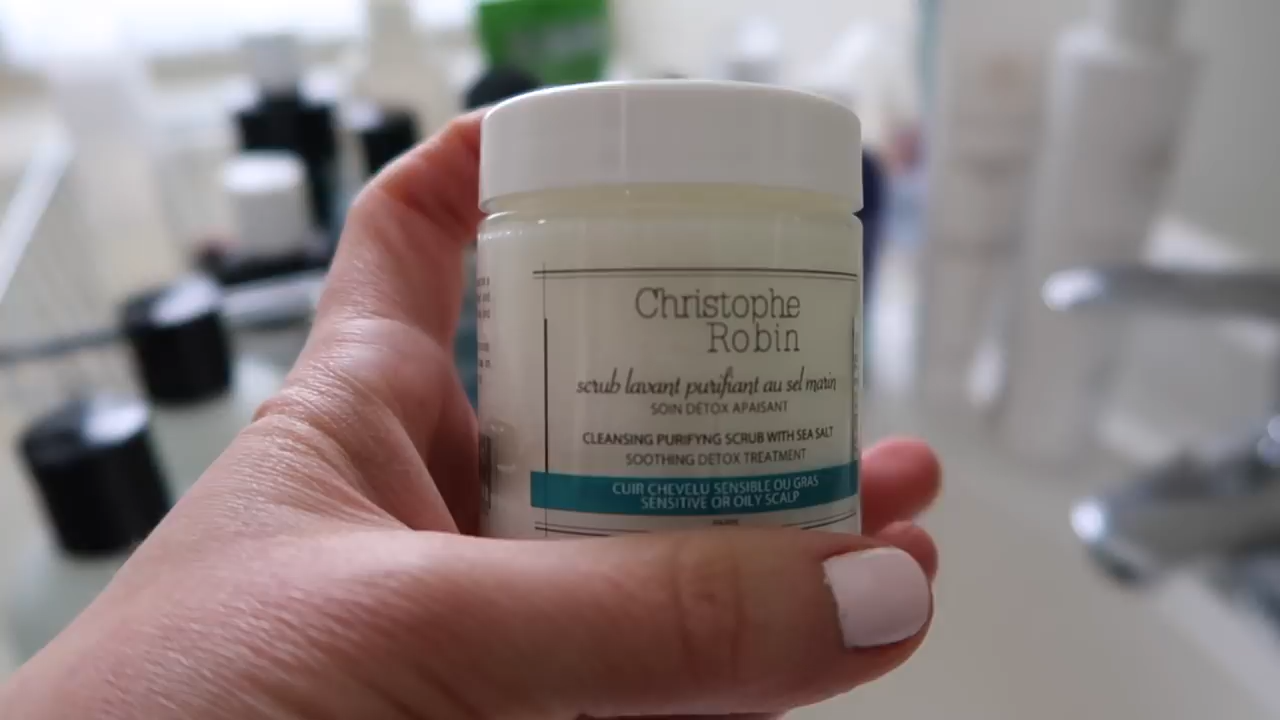 Christophe
Robin
scrub lavant purifiant au sel marin
SOIN DÉTOX APAISANT
CLEANSING PURIFYNG SCRUB WITH SEA SALT
SOOTHING DETOX TREATMENT
CUIR CHEVELU SENSIBLE OU GRAS
SENSITIVE OR OILY SCALP